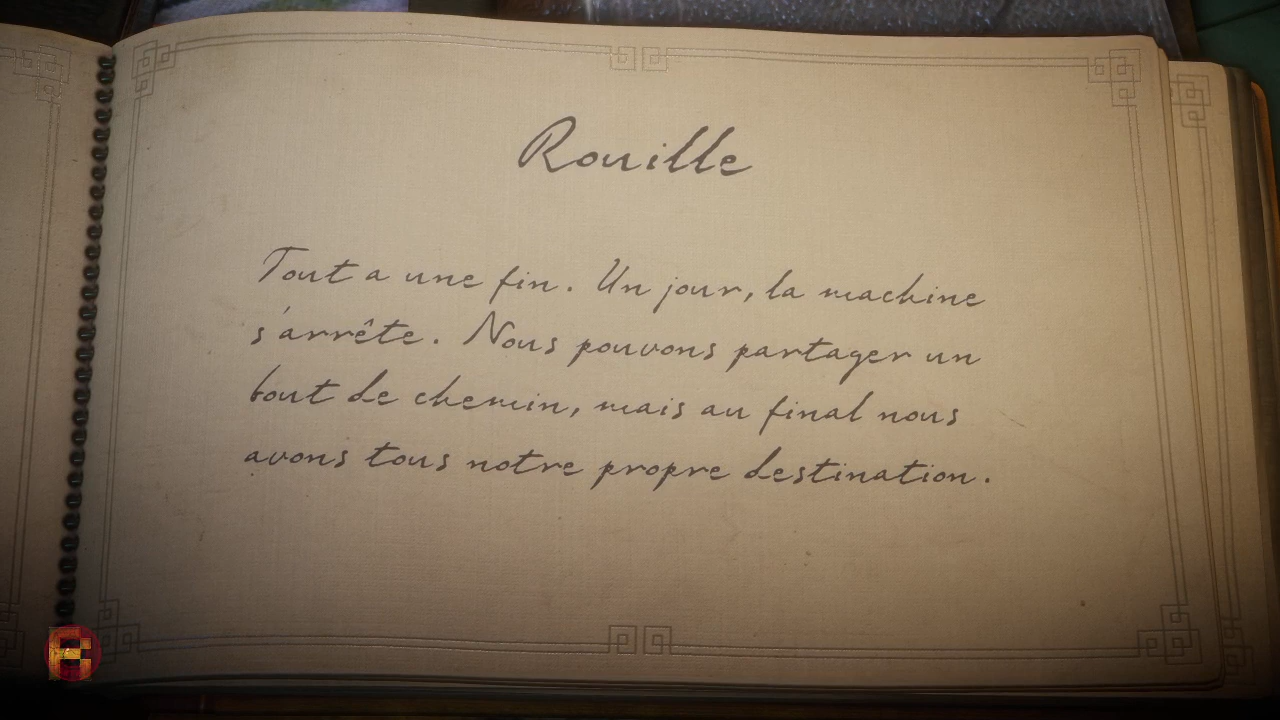 Rouille
Tout a une fin. Un jour, la machine
s'arrête. Nous pouvons partager un
bout de chemin, mais au final nous
avons tous notre propre destination.